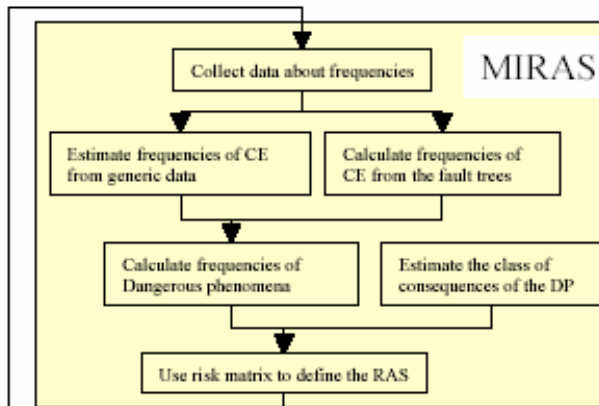 MIRAS
Collect data about frequencies
Estimate frequencies of CE
from generic data
Calculate frequencies of
CE from the fault trees
Calculate frequencies of
Dangerous phenomena
Estimate the class of
consequences of the DP
Use risk matrix to define the RAS